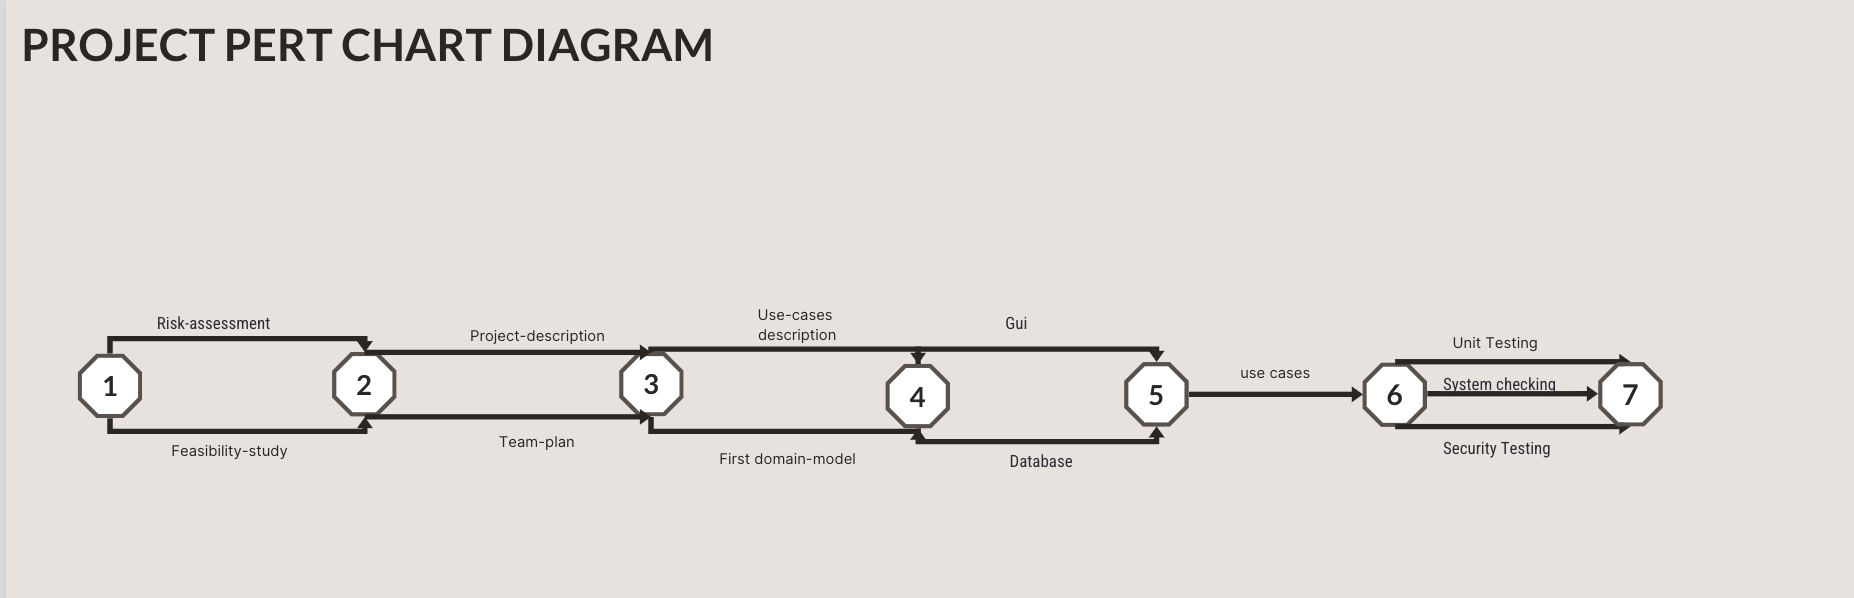 PROJECT PERT CHART DIAGRAM
Risk-assessment
Project-description
Use-cases
description
Gui
Unit Testing
use cases
System checking
1
2
3
4
5
6
7
Feasibility-study
Team-plan
First domain-model
Database
Security Testing